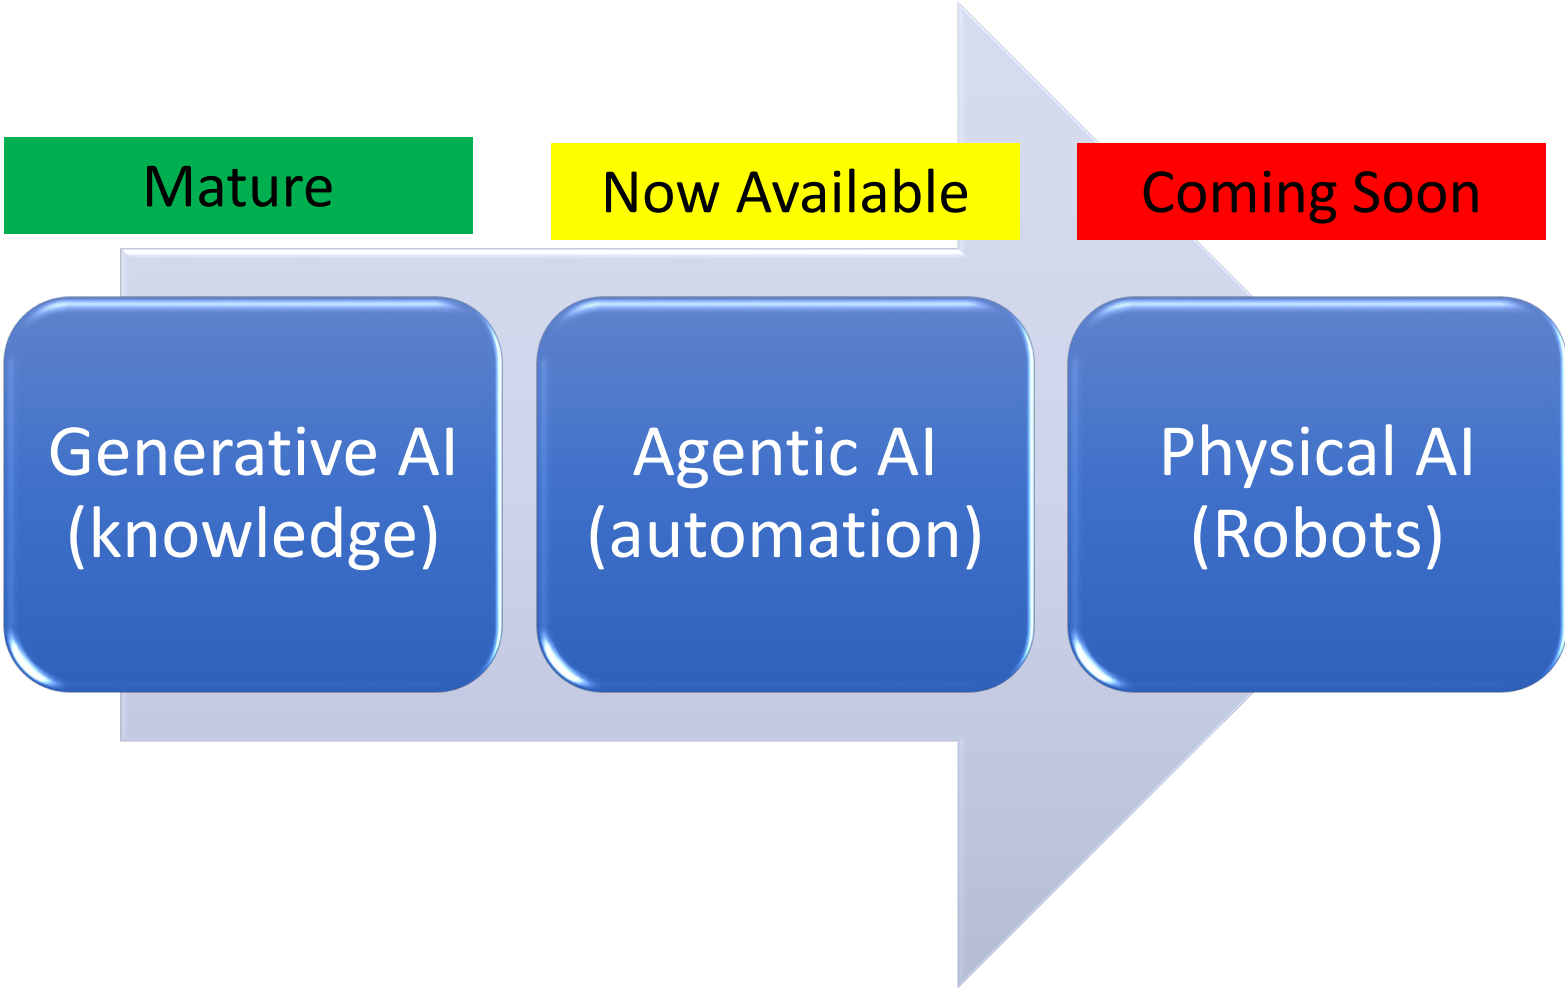 Mature
Now Available
Coming Soon
Generative AI
(knowledge)
Agentic AI
(automation)
Physical AI
(Robots)